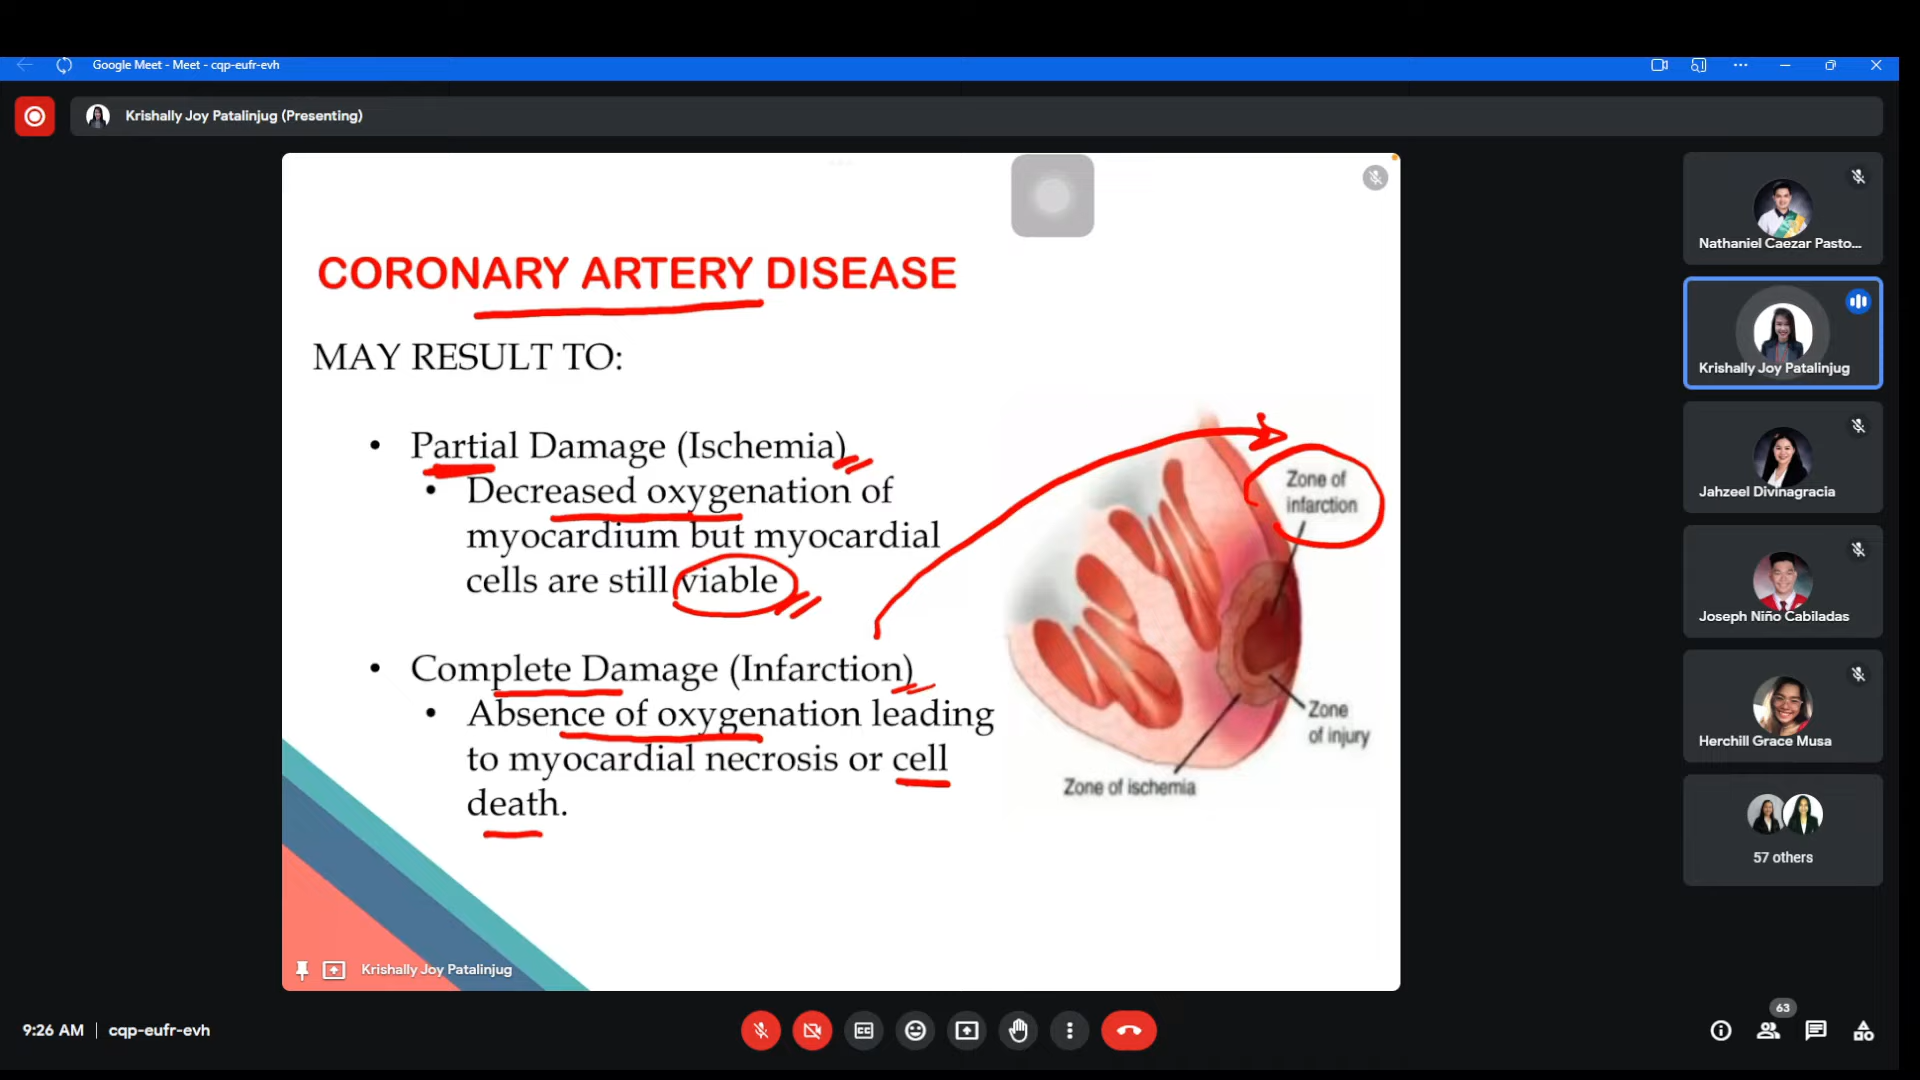 Google Meet - Meet - cqp-eufr-evh
Krishally Joy Patalinjug (Presenting)
CORONARY ARTERY DISEASE
MAY RESULT TO:
• Partial Damage (Ischemia)
• Decreased oxygenation of
myocardium but myocardial
cells are still viable
• Complete Damage (Infarction)
• Absence of oxygenation leading
to myocardial necrosis or cell
death.
Zone of
infarction
Zone
of injury
Zone of ischemia
Krishally Joy Patalinjug
Nathaniel Caezar Pasto...
Krishally Joy Patalinjug
Jahzeel Divinagracia
Joseph Niño Cabiladas
Herchill Grace Musa
57 others
9:26 AM | cqp-eufr-evh
63